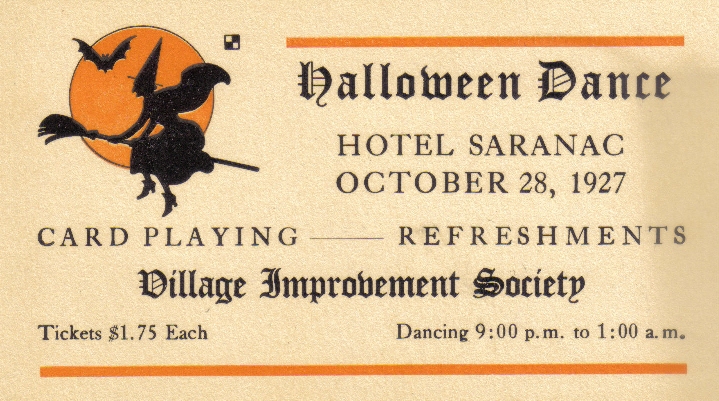 Halloween Dance
HOTEL SARANAC
OCTOBER 28, 1927
CARD PLAYING —— REFRESHMENTS
Village Improvement Society
Tickets $1.75 Each
Dancing 9:00 p.m. to 1:00 a.m.